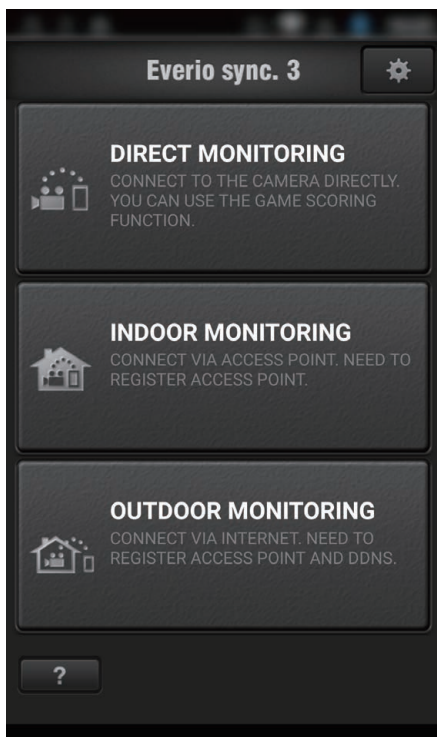 Everio sync. 3
DIRECT MONITORING
CONNECT TO THE CAMERA DIRECTLY.
YOU CAN USE THE GAME SCORING
FUNCTION.
INDOOR MONITORING
CONNECT VIA ACCESS POINT. NEED TO
REGISTER ACCESS POINT.
OUTDOOR MONITORING
CONNECT VIA INTERNET. NEED TO
REGISTER ACCESS POINT AND DDNS.
?